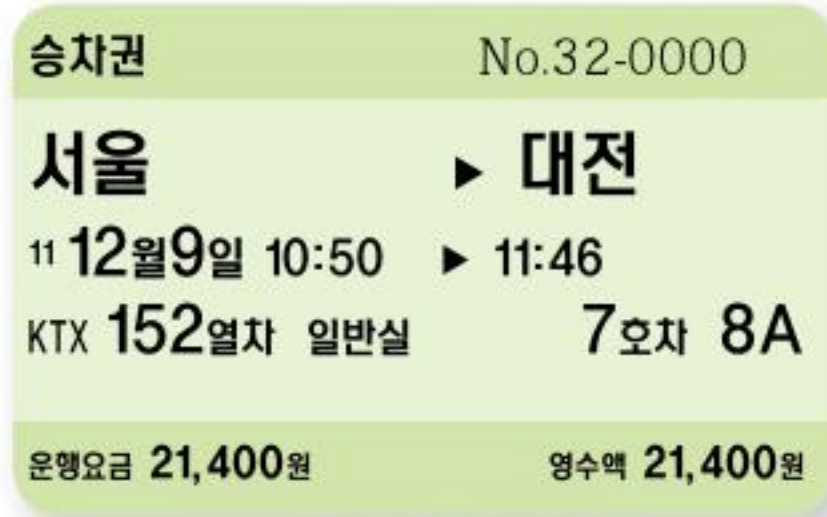 승차권 No.32-0000
서울 ▶ 대전
11 12월9일 10:50 ▶ 11:46
KTX 152열차 일반실 7호차 8A
운행요금 21,400원 영수액 21,400원